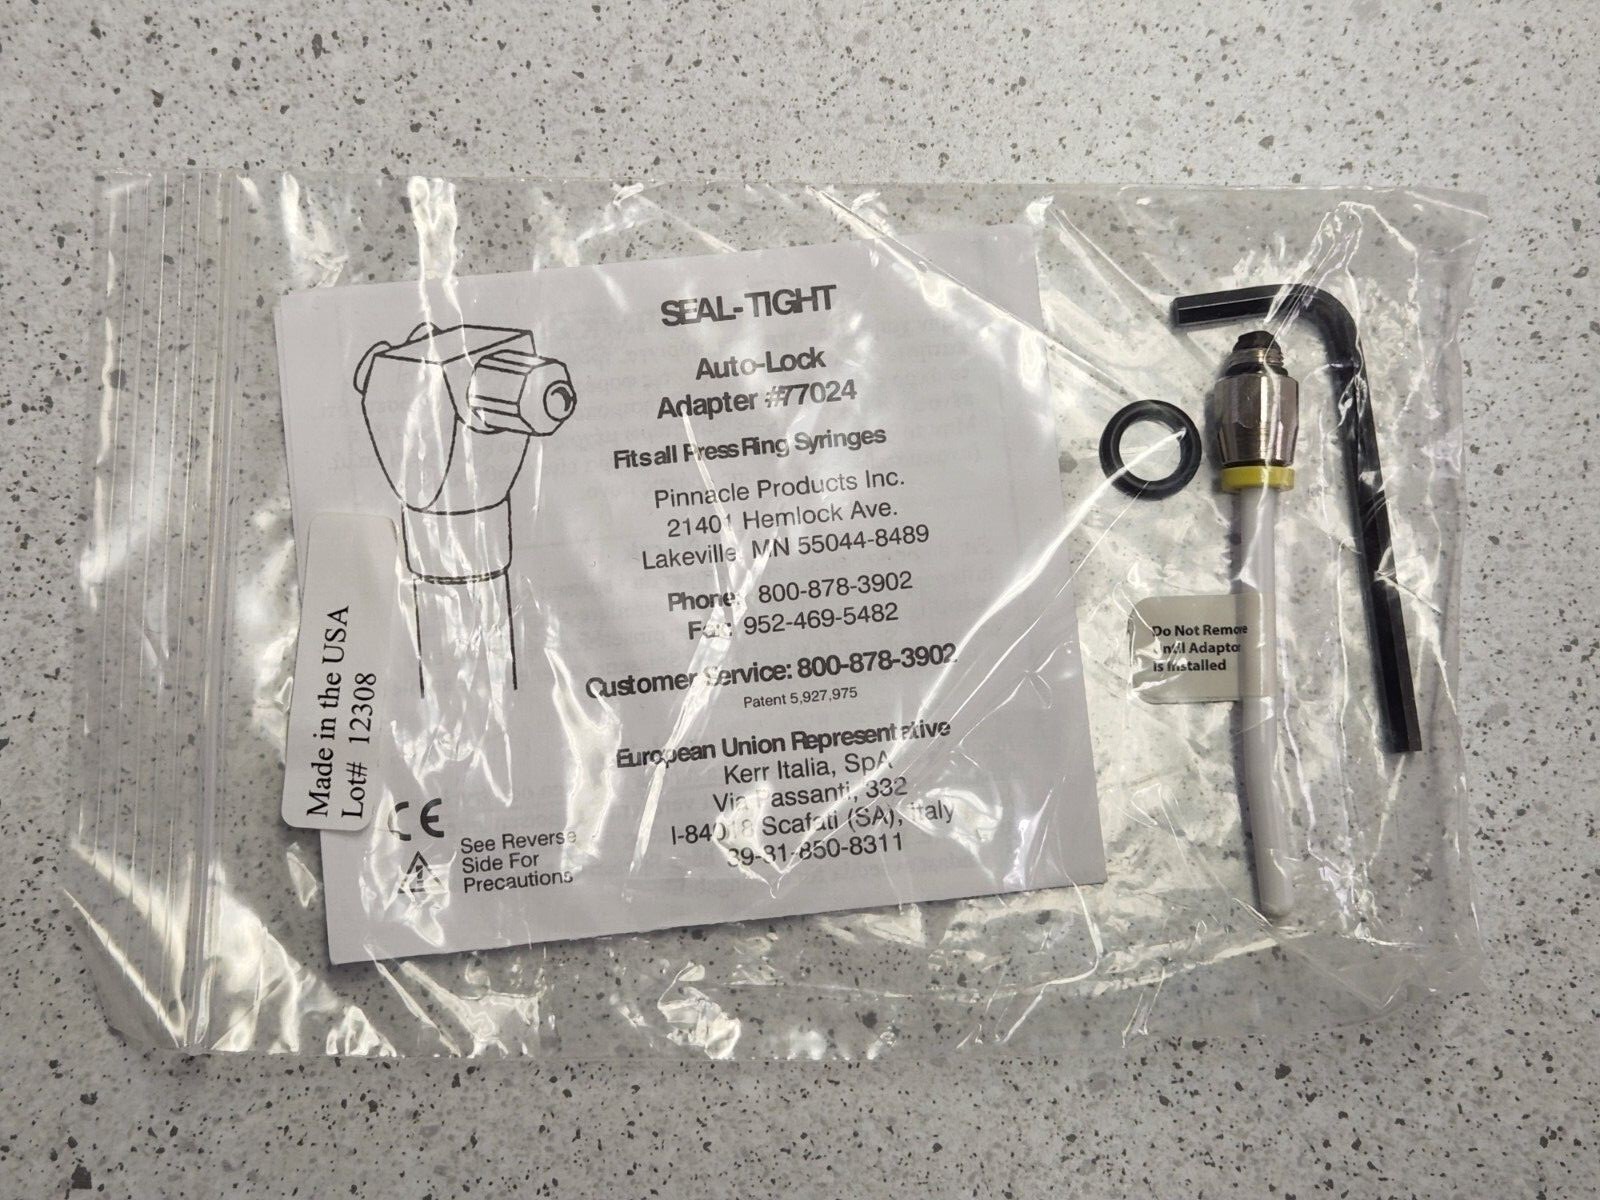 SEAL-TIGHT
Auto-Lock
Adapter #77024
Fits all Press Ring Syringes
Pinnacle Products Inc.
21401 Hemlock Ave.
Lakeville, MN 55044-8489
Phone: 800-878-3902
Fax: 952-469-5482
Customer Service: 800-878-3902
Patent 5,927,975
European Union Representative
Kerr Italia, SpA
Via Passanti, 332
I-84018 Scafati (SA), Italy
39-81-850-8311
Made in the USA
Lot# 12308
CE
See Reverse
Side For
Precautions
Do Not Remove
Until Adaptor
is Installed